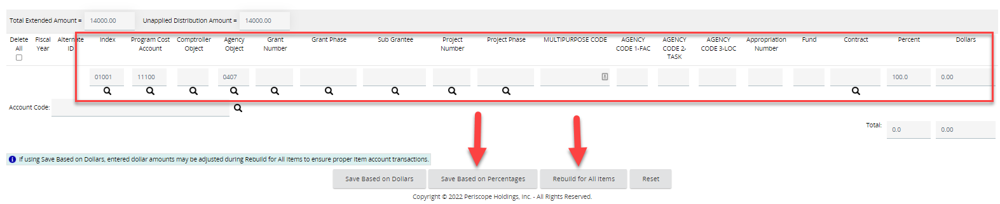 Total Extended Amount = 14000.00 Unapplied Distribution Amount = 14000.00
Delete All Fiscal Year Alternate ID Index Program Cost Account Comptroller Object Agency Object Grant Number Grant Phase Sub Grantee Project Number Project Phase MULTIPURPOSE CODE AGENCY CODE 1-FAC AGENCY CODE 2-TASK AGENCY CODE 3-LOC Appropriation Number Fund Contract Percent Dollars
01001 11100 0407 100.0 0.00
Account Code:
Total: 0.0 0.00
If using Save Based on Dollars, entered dollar amounts may be adjusted during Rebuild for All Items to ensure proper item account transactions.
Save Based on Dollars Save Based on Percentages Rebuild for All Items Reset
Copyright © 2022 Periscope Holdings, Inc. - All Rights Reserved.